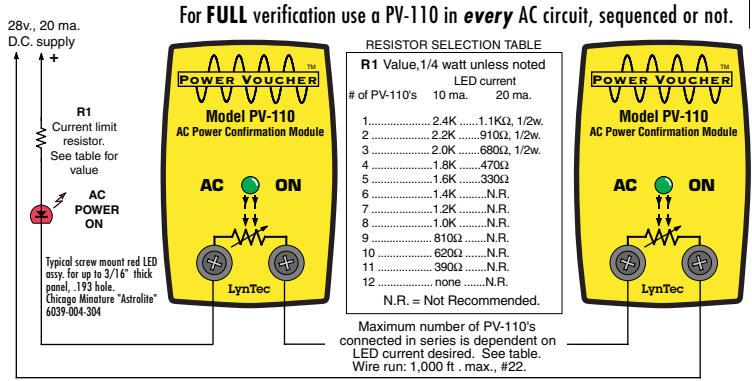 For FULL verification use a PV-110 in every AC circuit, sequenced or not.
28v., 20 ma.
D.C. supply
+
R1
Current limit
resistor.
See table for
value
AC
POWER
ON
Typical screw mount red LED
assy. for up to 3/16" thick
panel, .193 hole.
Chicago Minature "Astrolite"
6039-004-304
TM
POWER VOUCHER
Model PV-110
AC Power Confirmation Module
AC ON
LynTec
RESISTOR SELECTION TABLE
R1 Value,1/4 watt unless noted
LED current
# of PV-110's 10 ma. 20 ma.
1.................... 2.4K ......1.1KΩ, 1/2w.
2.................... 2.2K ......910Ω, 1/2w.
3.................... 2.0K ......680Ω, 1/2w.
4.................... 1.8K ......470Ω
5.................... 1.6K ......330Ω
6.................... 1.4K ......N.R.
7.................... 1.2K ......N.R.
8.................... 1.0K ......N.R.
9.................... 810Ω ......N.R.
10.................. 620Ω ......N.R.
11.................. 390Ω ......N.R.
12.................. none ......N.R.
N.R. = Not Recommended.
Maximum number of PV-110's
connected in series is dependent on
LED current desired. See table.
Wire run: 1,000 ft . max., #22.
TM
POWER VOUCHER
Model PV-110
AC Power Confirmation Module
AC ON
LynTec